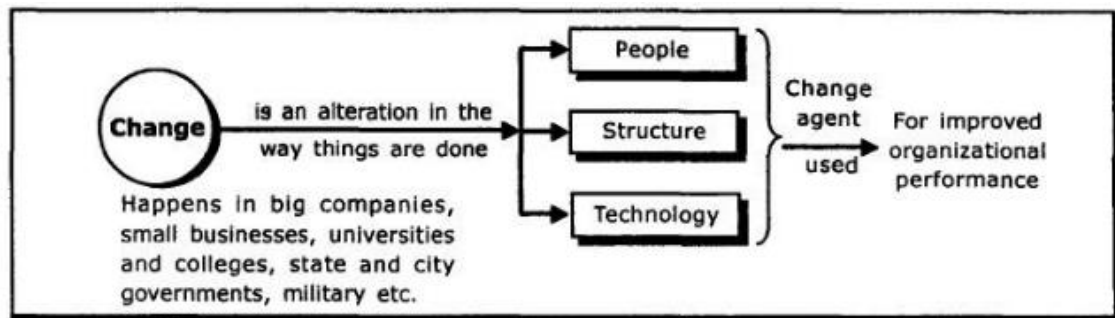 Change
is an alteration in the
way things are done
Happens in big companies,
small businesses, universities
and colleges, state and city
governments, military etc.
People
Structure
Technology
Change
agent
used
For improved
organizational
performance